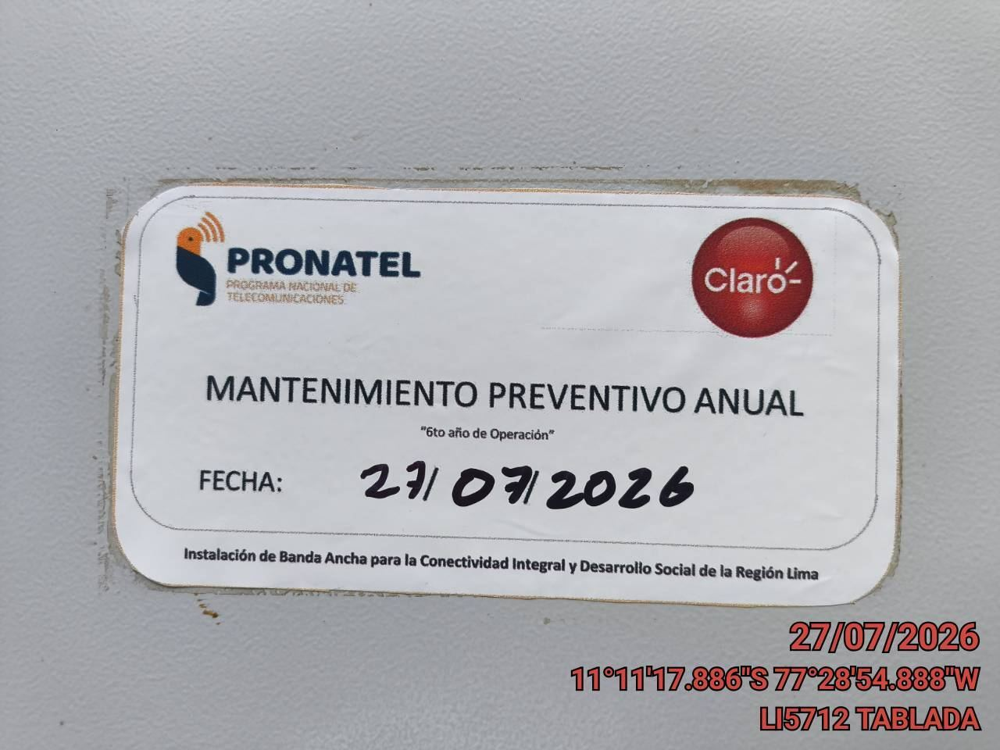 PRONATEL
PROGRAMA NACIONAL DE
TELECOMUNICACIONES
Claro
MANTENIMIENTO PREVENTIVO ANUAL
"6to año de Operación"
FECHA: 27/07/2026
Instalación de Banda Ancha para la Conectividad Integral y Desarrollo Social de la Región Lima
27/07/2026
11°11'17.886"S 77°28'54.888"W
LI5712 TABLADA